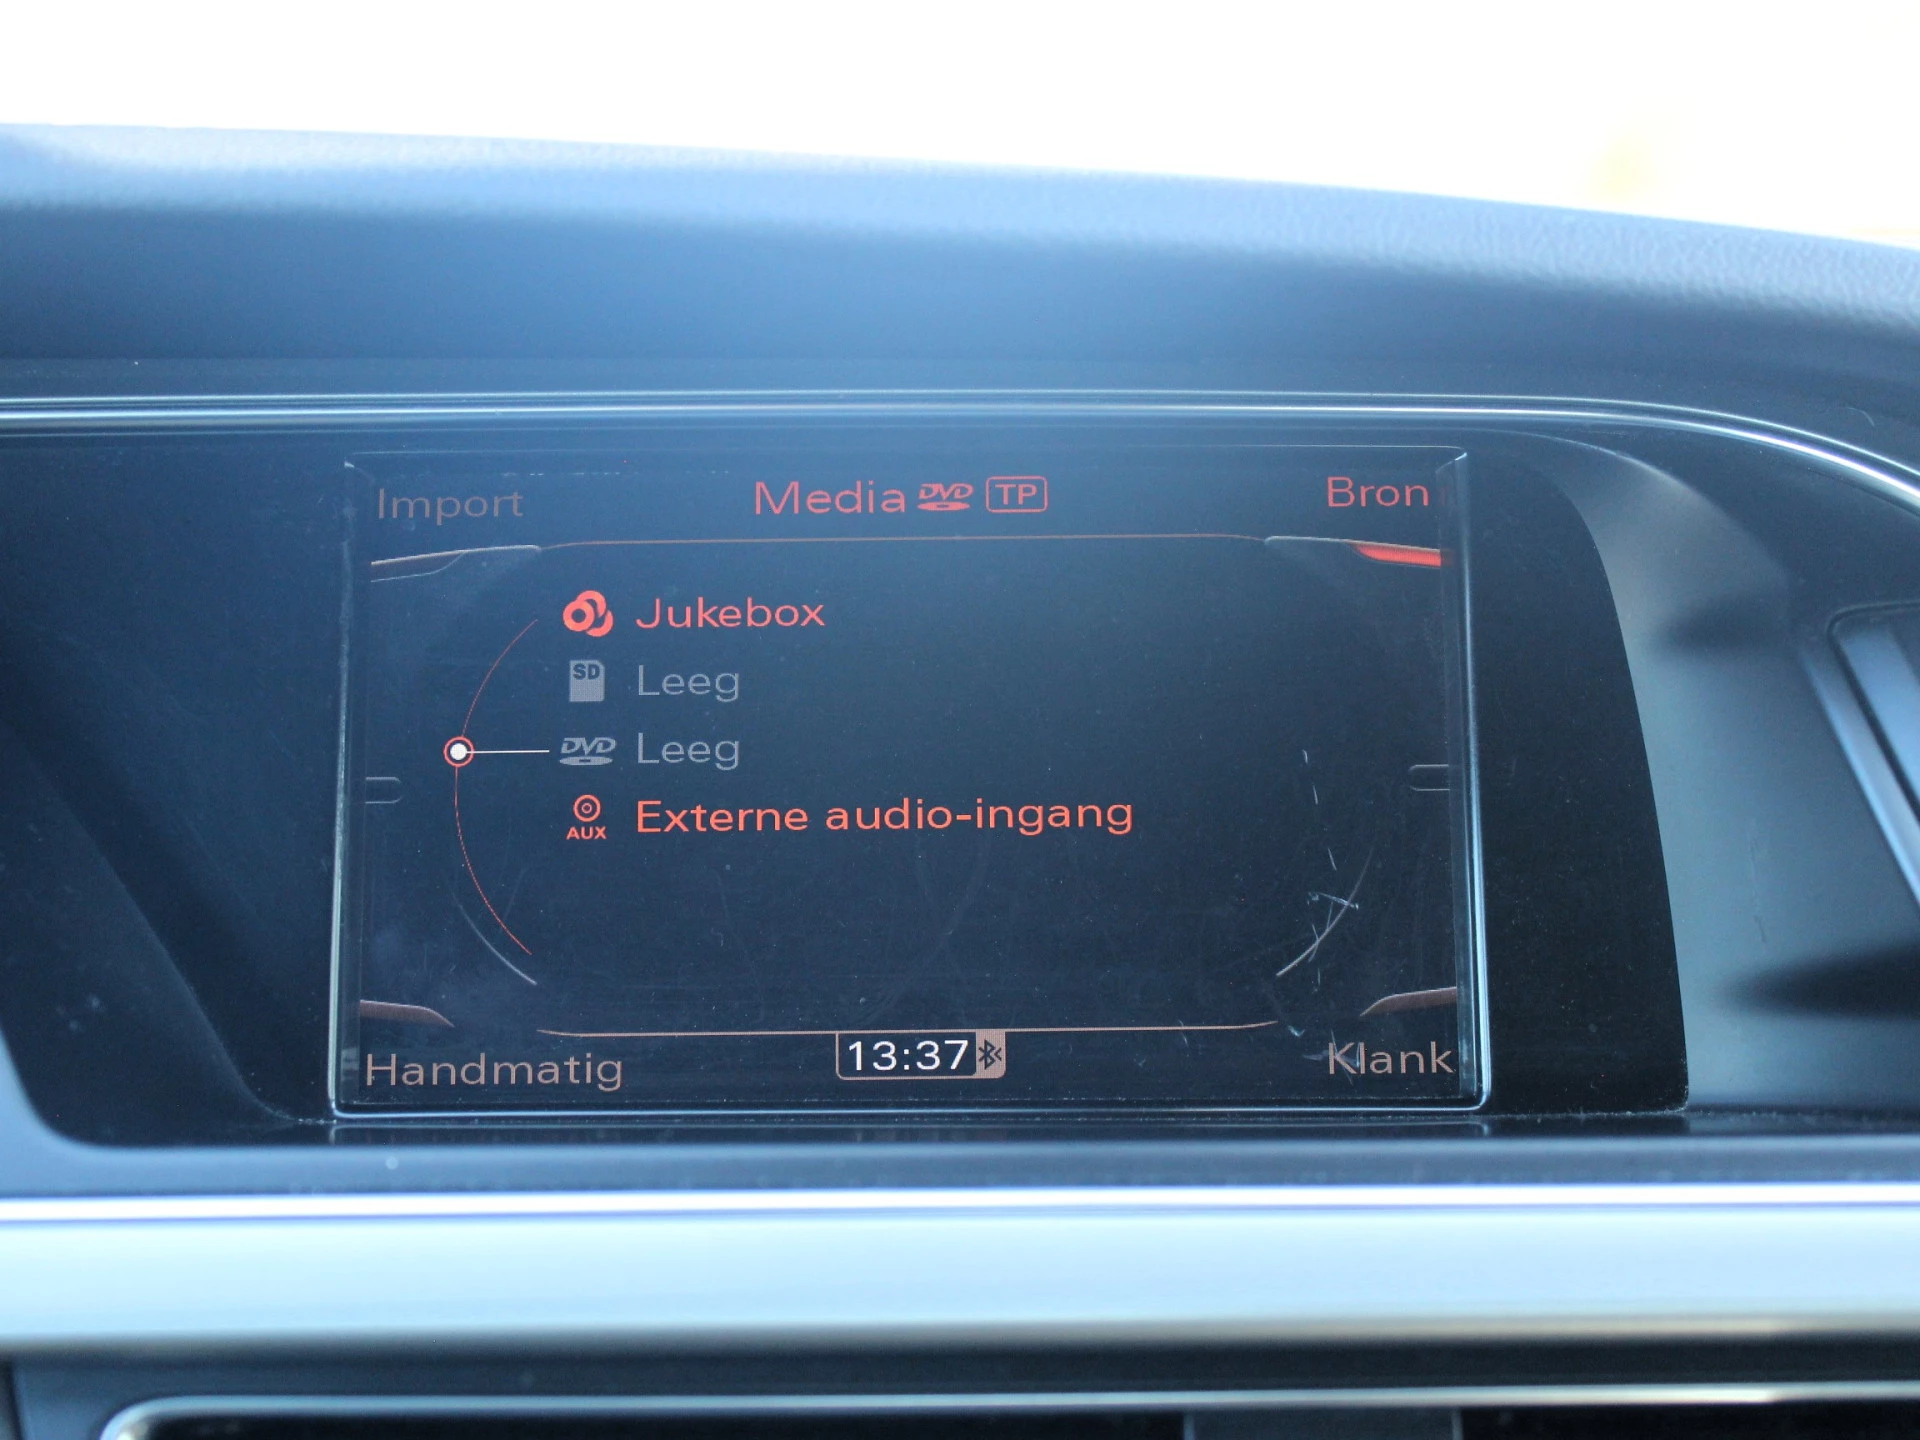 Import Media DVD TP Bron
Jukebox
SD Leeg
DVD Leeg
AUX Externe audio-ingang
Handmatig 13:37 Klank